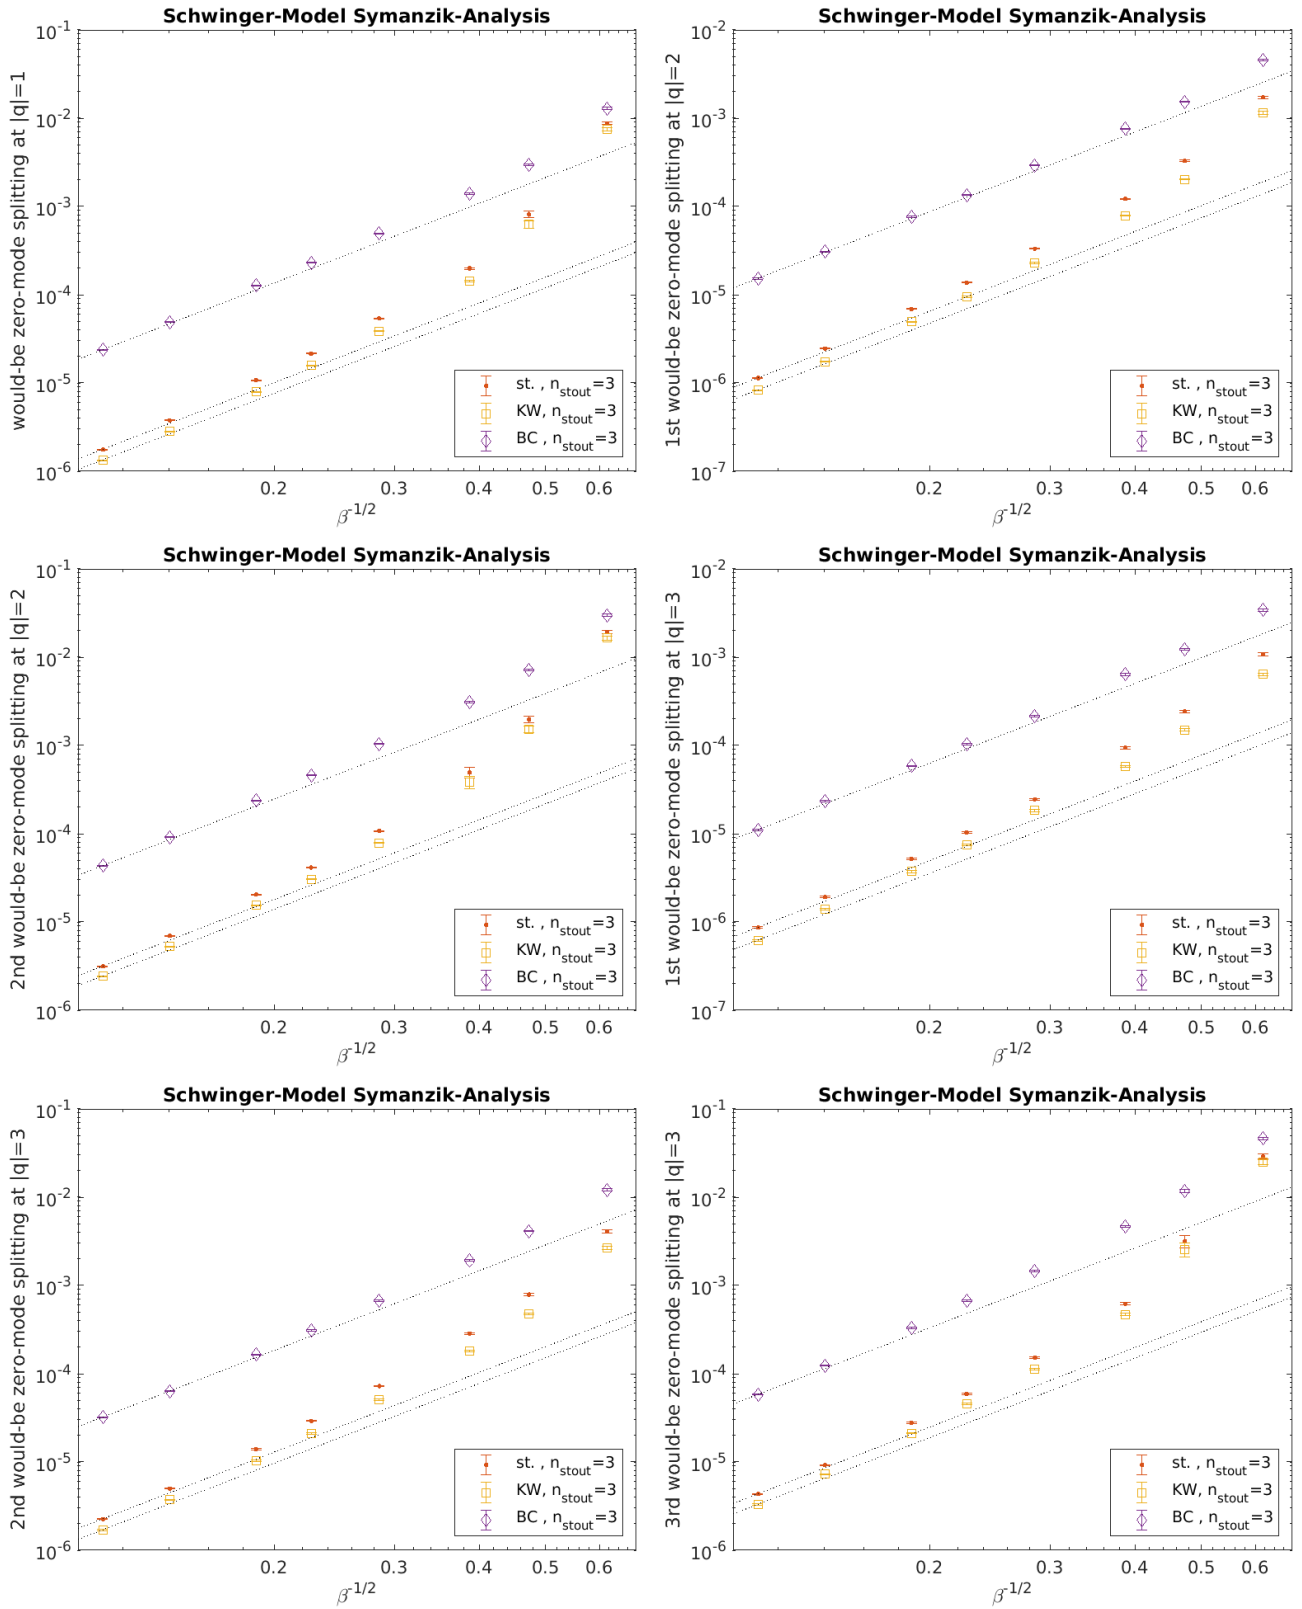 Schwinger-Model Symanzik-Analysis
would-be zero-mode splitting at |q|=1
10^-1
10^-2
10^-3
10^-4
10^-5
10^-6
0.2 0.3 0.4 0.5 0.6
β^-1/2
st. , n_stout=3
KW, n_stout=3
BC , n_stout=3
Schwinger-Model Symanzik-Analysis
1st would-be zero-mode splitting at |q|=2
10^-2
10^-3
10^-4
10^-5
10^-6
10^-7
0.2 0.3 0.4 0.5 0.6
β^-1/2
st. , n_stout=3
KW, n_stout=3
BC , n_stout=3
Schwinger-Model Symanzik-Analysis
2nd would-be zero-mode splitting at |q|=2
10^-1
10^-2
10^-3
10^-4
10^-5
10^-6
0.2 0.3 0.4 0.5 0.6
β^-1/2
st. , n_stout=3
KW, n_stout=3
BC , n_stout=3
Schwinger-Model Symanzik-Analysis
1st would-be zero-mode splitting at |q|=3
10^-2
10^-3
10^-4
10^-5
10^-6
10^-7
0.2 0.3 0.4 0.5 0.6
β^-1/2
st. , n_stout=3
KW, n_stout=3
BC , n_stout=3
Schwinger-Model Symanzik-Analysis
2nd would-be zero-mode splitting at |q|=3
10^-1
10^-2
10^-3
10^-4
10^-5
10^-6
0.2 0.3 0.4 0.5 0.6
β^-1/2
st. , n_stout=3
KW, n_stout=3
BC , n_stout=3
Schwinger-Model Symanzik-Analysis
3rd would-be zero-mode splitting at |q|=3
10^-1
10^-2
10^-3
10^-4
10^-5
10^-6
0.2 0.3 0.4 0.5 0.6
β^-1/2
st. , n_stout=3
KW, n_stout=3
BC , n_stout=3